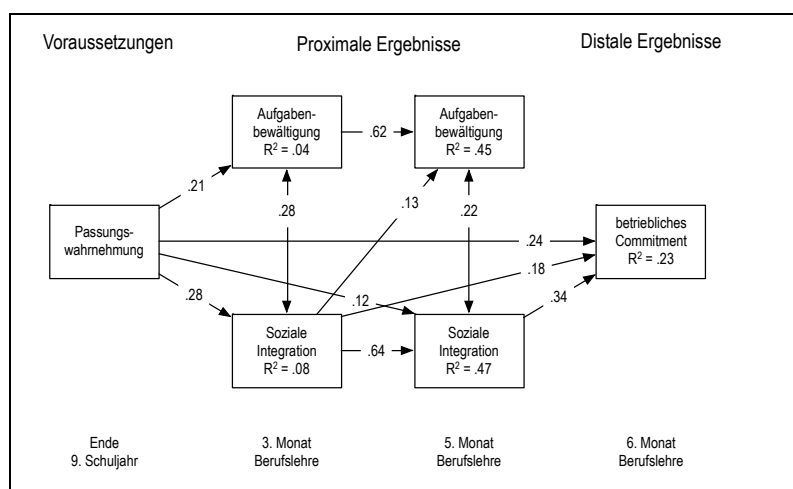 Voraussetzungen
Proximale Ergebnisse
Distale Ergebnisse
Aufgaben-
bewältigung
R² = .04
.62
Aufgaben-
bewältigung
R² = .45
.21
.28
.13
.22
Passungs-
wahrnehmung
.24
betriebliches
Commitment
R² = .23
.18
.28
.12
.34
Soziale
Integration
R² = .08
.64
Soziale
Integration
R² = .47
Ende
9. Schuljahr
3. Monat
Berufslehre
5. Monat
Berufslehre
6. Monat
Berufslehre